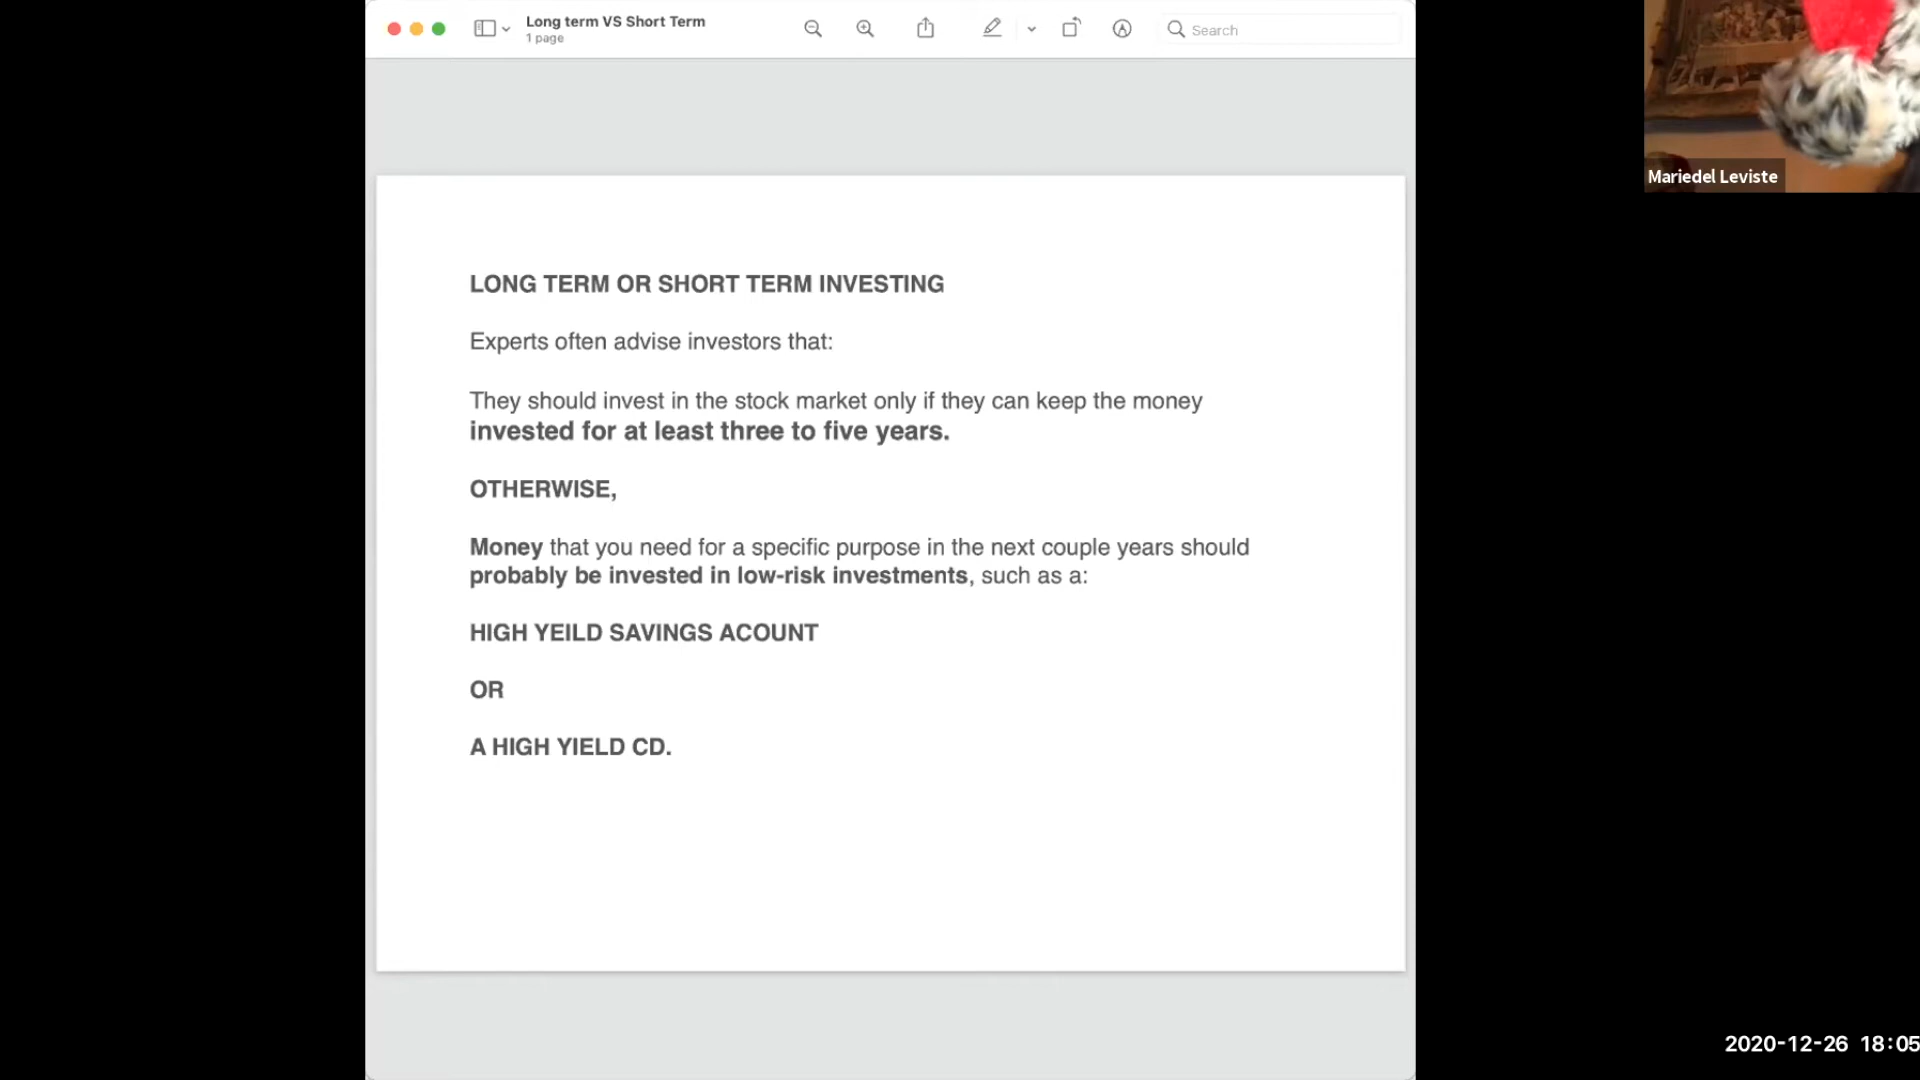 Long term VS Short Term
1 page
Search
Mariedel Leviste
LONG TERM OR SHORT TERM INVESTING
Experts often advise investors that:
They should invest in the stock market only if they can keep the money
invested for at least three to five years.
OTHERWISE,
Money that you need for a specific purpose in the next couple years should
probably be invested in low-risk investments, such as a:
HIGH YEILD SAVINGS ACOUNT
OR
A HIGH YIELD CD.
2020-12-26 18:05